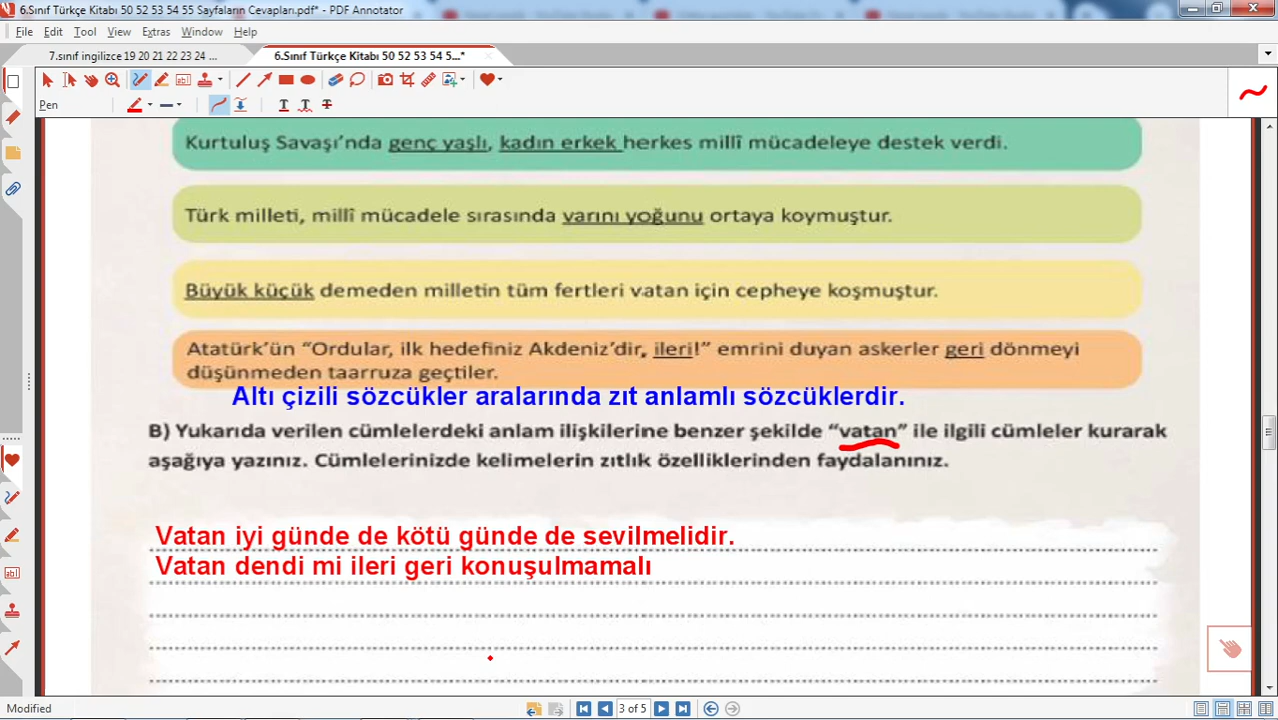 6.Sınıf Türkçe Kitabı 50 52 53 54 55 Sayfaların Cevapları.pdf* - PDF Annotator
File Edit Tool View Extras Window Help
7.sınıf ingilizce 19 20 21 22 23 24 ... 6.Sınıf Türkçe Kitabı 50 52 53 54 5...*
Pen
Kurtuluş Savaşı’nda genç yaşlı, kadın erkek herkes millî mücadeleye destek verdi.
Türk milleti, millî mücadele sırasında varını yoğunu ortaya koymuştur.
Büyük küçük demeden milletin tüm fertleri vatan için cepheye koşmuştur.
Atatürk’ün “Ordular, ilk hedefiniz Akdeniz’dir, ileri!” emrini duyan askerler geri dönmeyi
düşünmeden taarruza geçtiler.
Altı çizili sözcükler aralarında zıt anlamlı sözcüklerdir.
B) Yukarıda verilen cümlelerdeki anlam ilişkilerine benzer şekilde “vatan” ile ilgili cümleler kurarak
aşağıya yazınız. Cümlelerinizde kelimelerin zıtlık özelliklerinden faydalanınız.
Vatan iyi günde de kötü günde de sevilmelidir.
Vatan dendi mi ileri geri konuşulmamalı
Modified 3 of 5